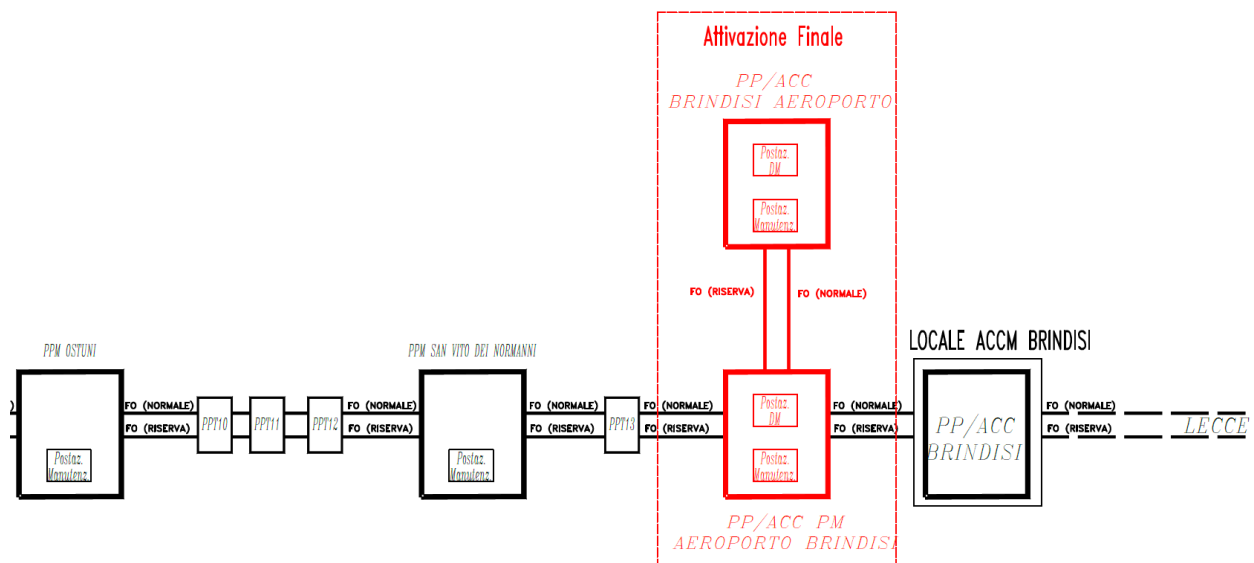 Attivazione Finale
PP/ACC
BRINDISI AEROPORTO
Postaz.
DM
Postaz.
Manutenz.
FO (RISERVA)
FO (NORMALE)
PPM OSTUNI
PPM SAN VITO DEI NORMANNI
LOCALE ACCM BRINDISI
)
FO (NORMALE)
FO (RISERVA)
Postaz.
Manutenz.
PPT10
PPT11
PPT12
FO (NORMALE)
FO (RISERVA)
Postaz.
Manutenz.
FO (NORMALE)
FO (RISERVA)
PPT13
FO (NORMALE)
FO (RISERVA)
Postaz.
DM
Postaz.
Manutenz.
FO (NORMALE)
FO (RISERVA)
PP/ACC
BRINDISI
FO (NORMALE)
FO (RISERVA)
LECCE
PP/ACC PM
AEROPORTO BRINDISI